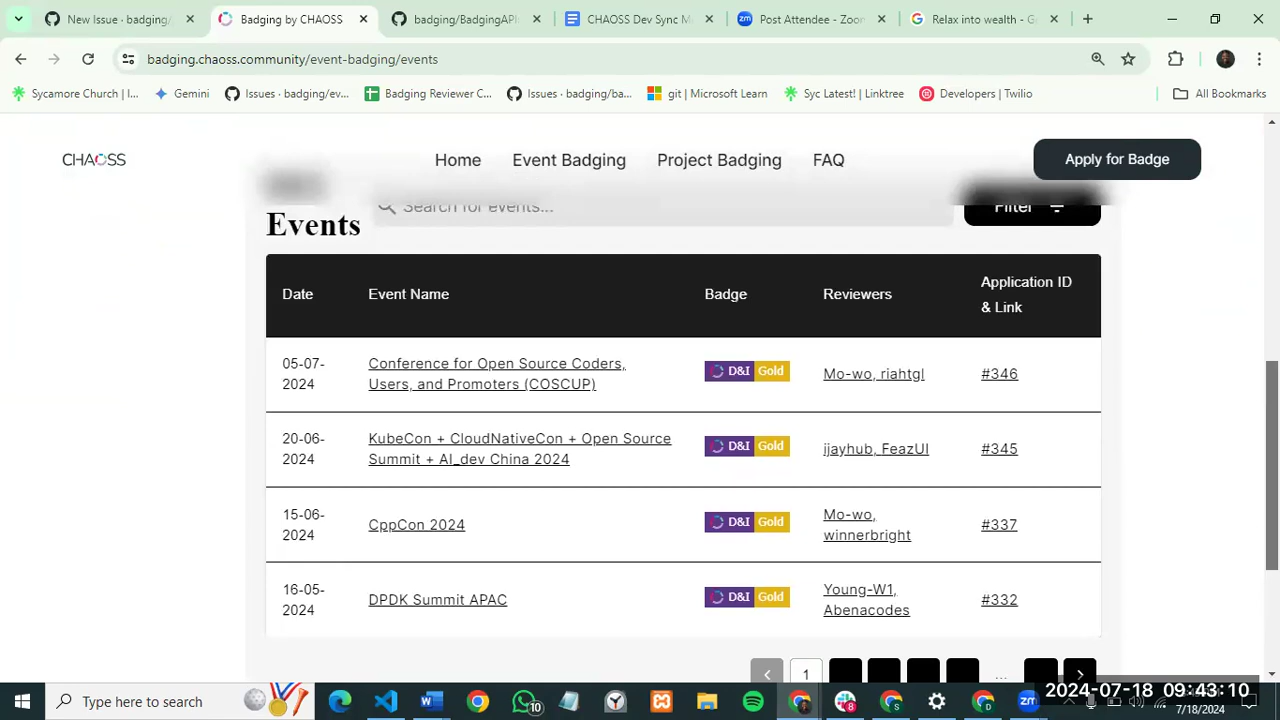 New Issue · badging/
Badging by CHAOSS
badging/BadgingAPI
CHAOSS Dev Sync M
Post Attendee - Zoom
Relax into wealth - G
badging.chaoss.community/event-badging/events
Sycamore Church | I...
Gemini
Issues · badging/ev...
Badging Reviewer C...
Issues · badging/ba...
git | Microsoft Learn
Syc Latest! | Linktree
Developers | Twilio
All Bookmarks
CHAOSS
Home
Event Badging
Project Badging
FAQ
Apply for Badge
Search for events...
Filter
Events
Date
Event Name
Badge
Reviewers
Application ID
& Link
05-07-
2024
Conference for Open Source Coders,
Users, and Promoters (COSCUP)
D&I Gold
Mo-wo, riahtgl
#346
20-06-
2024
KubeCon + CloudNativeCon + Open Source
Summit + AI_dev China 2024
D&I Gold
ijayhub, FeazUI
#345
15-06-
2024
CppCon 2024
D&I Gold
Mo-wo,
winnerbright
#337
16-05-
2024
DPDK Summit APAC
D&I Gold
Young-W1,
Abenacodes
#332
1
...
Type here to search
10
8
2024-07-18 09:43:10
7/18/2024